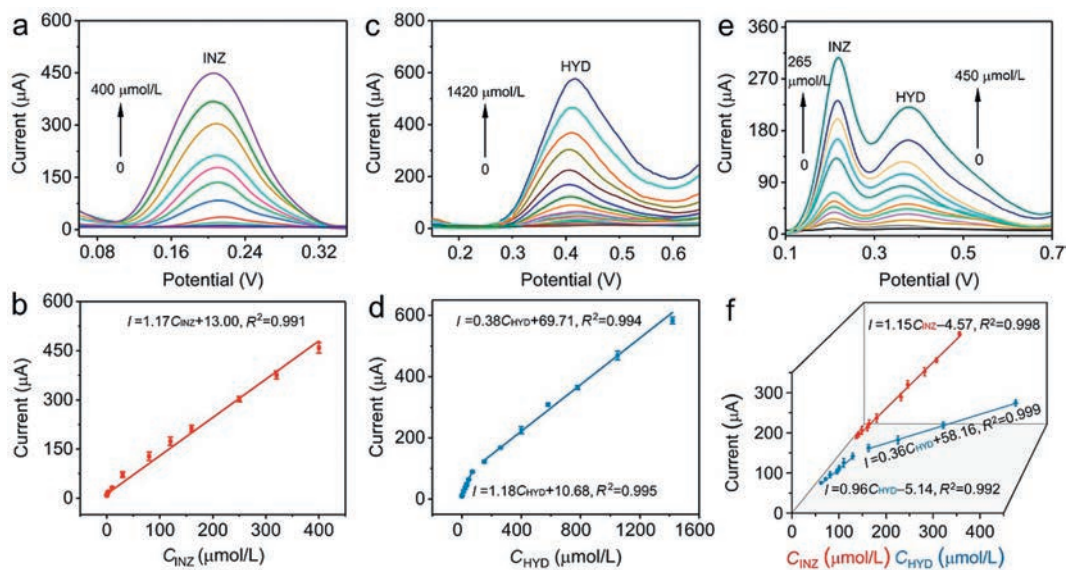 a
600
450
300
150
0
Current (μA)
INZ
400 μmol/L
0
0.08
0.16
0.24
0.32
Potential (V)
c
800
600
400
200
0
Current (μA)
HYD
1420 μmol/L
0
0.2
0.3
0.4
0.5
0.6
Potential (V)
e
360
270
180
90
0
Current (μA)
INZ
HYD
265
μmol/L
0
450 μmol/L
0
0.1
0.3
0.5
0.7
Potential (V)
b
600
450
300
150
0
Current (μA)
I=1.17CINZ+13.00, R²=0.991
0
100
200
300
400
CINZ (μmol/L)
d
600
400
200
0
Current (μA)
I=0.38CHYD+69.71, R²=0.994
I=1.18CHYD+10.68, R²=0.995
0
400
800
1200
1600
CHYD (μmol/L)
f
300
200
100
0
Current (μA)
I=1.15CINZ–4.57, R²=0.998
I=0.36CHYD+58.16, R²=0.999
I=0.96CHYD–5.14, R²=0.992
0
100
200
300
400
CINZ (μmol/L) CHYD (μmol/L)